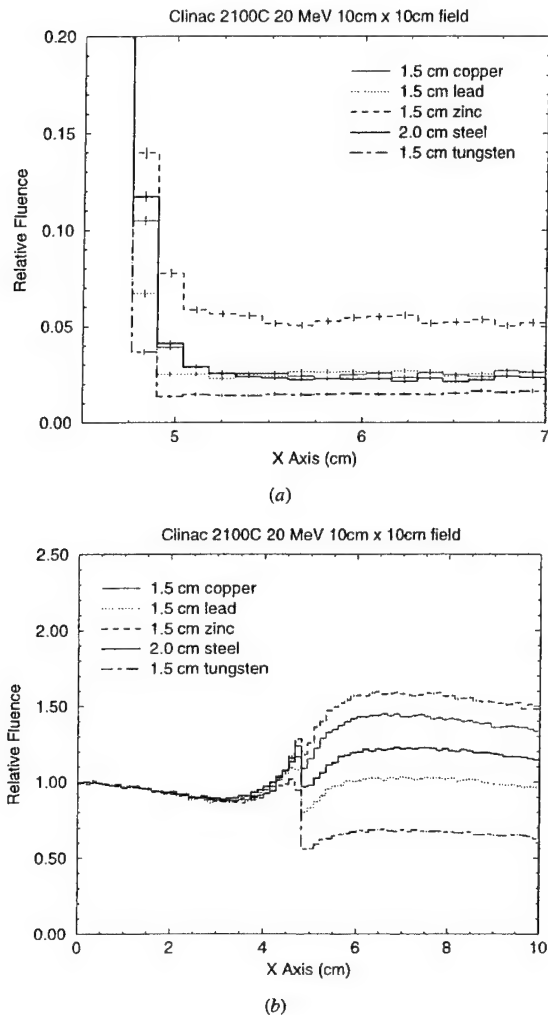 Clinac 2100C 20 MeV 10cm x 10cm field
0.20
1.5 cm copper
1.5 cm lead
1.5 cm zinc
2.0 cm steel
1.5 cm tungsten
0.15
0.10
0.05
0.00
Relative Fluence
5
6
7
X Axis (cm)
(a)
Clinac 2100C 20 MeV 10cm x 10cm field
2.50
1.5 cm copper
1.5 cm lead
1.5 cm zinc
2.0 cm steel
1.5 cm tungsten
2.00
1.50
1.00
0.50
0.00
Relative Fluence
0
2
4
6
8
10
X Axis (cm)
(b)